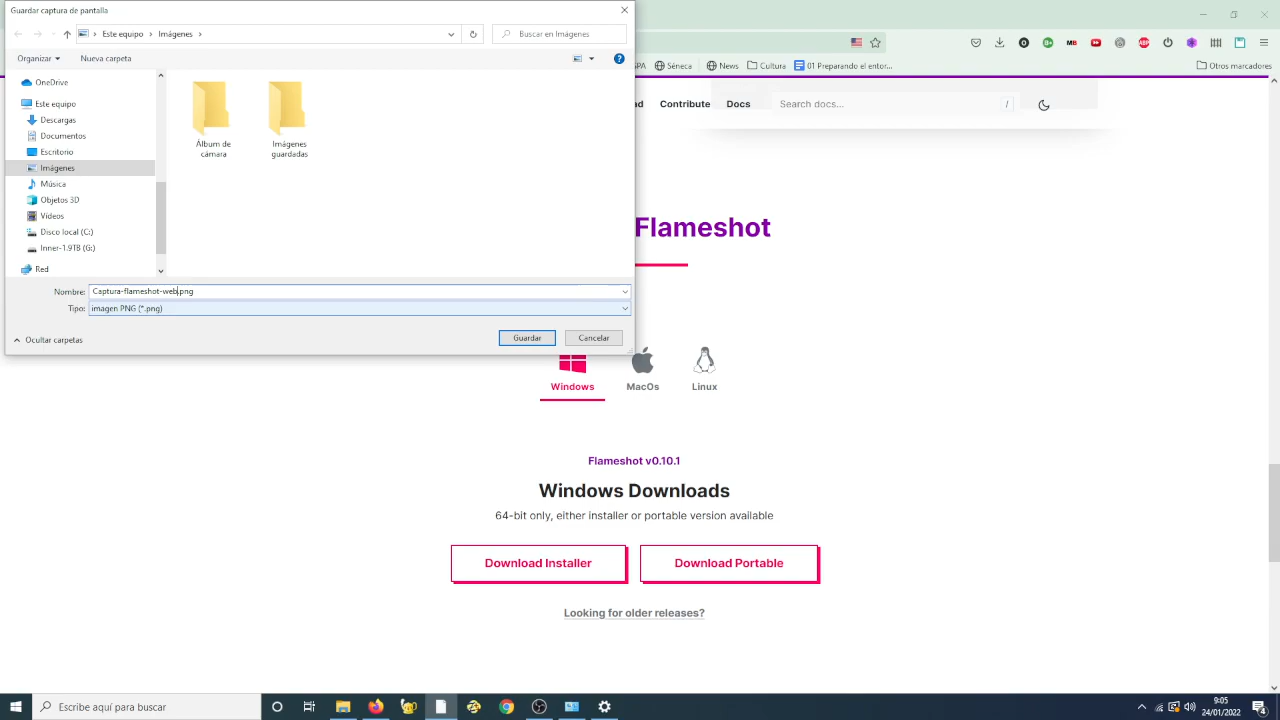 Guardar captura de pantalla
Este equipo
Imágenes
Buscar en Imágenes
Organizar
Nueva carpeta
OneDrive
Este equipo
Descargas
Documentos
Escritorio
Imágenes
Música
Objetos 3D
Vídeos
Disco local (C:)
Inner-1.9TB (G:)
Red
Álbum de
cámara
Imágenes
guardadas
Nombre: Captura-flameshot-web.png
Tipo: imagen PNG (*.png)
Ocultar carpetas
Guardar
Cancelar
SPA
Séneca
News
Cultura
01 Preparando el entor...
Otros marcadores
ad
Contribute
Docs
Search docs...
/
Flameshot
Windows
MacOs
Linux
Flameshot v0.10.1
Windows Downloads
64-bit only, either installer or portable version available
Download Installer
Download Portable
Looking for older releases?
Escribe aquí para buscar
9:05
24/01/2022
4